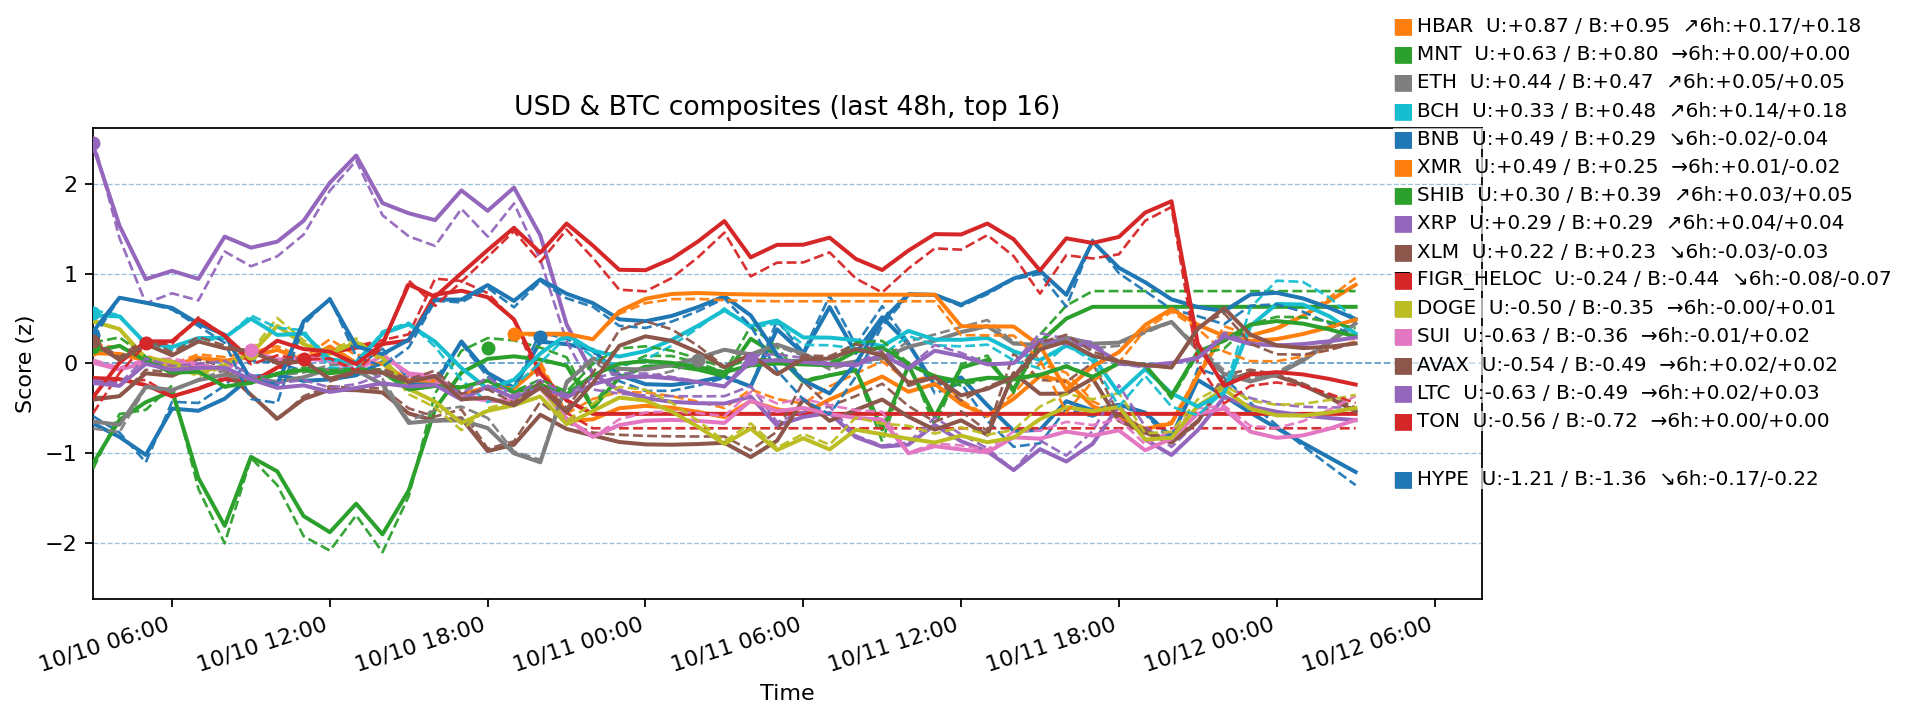 HBAR U:+0.87 / B:+0.95 ↗6h:+0.17/+0.18
MNT U:+0.63 / B:+0.80 →6h:+0.00/+0.00
ETH U:+0.44 / B:+0.47 ↗6h:+0.05/+0.05
USD & BTC composites (last 48h, top 16)
BCH U:+0.33 / B:+0.48 ↗6h:+0.14/+0.18
BNB U:+0.49 / B:+0.29 ↘6h:-0.02/-0.04
XMR U:+0.49 / B:+0.25 →6h:+0.01/-0.02
SHIB U:+0.30 / B:+0.39 ↗6h:+0.03/+0.05
XRP U:+0.29 / B:+0.29 ↗6h:+0.04/+0.04
XLM U:+0.22 / B:+0.23 ↘6h:-0.03/-0.03
FIGR_HELOC U:-0.24 / B:-0.44 ↘6h:-0.08/-0.07
DOGE U:-0.50 / B:-0.35 →6h:-0.00/+0.01
SUI U:-0.63 / B:-0.36 →6h:-0.01/+0.02
AVAX U:-0.54 / B:-0.49 →6h:+0.02/+0.02
LTC U:-0.63 / B:-0.49 →6h:+0.02/+0.03
TON U:-0.56 / B:-0.72 →6h:+0.00/+0.00
HYPE U:-1.21 / B:-1.36 ↘6h:-0.17/-0.22
Score (z)
2
1
0
−1
−2
10/10 06:00
10/10 12:00
10/10 18:00
10/11 00:00
10/11 06:00
10/11 12:00
10/11 18:00
10/12 00:00
10/12 06:00
Time